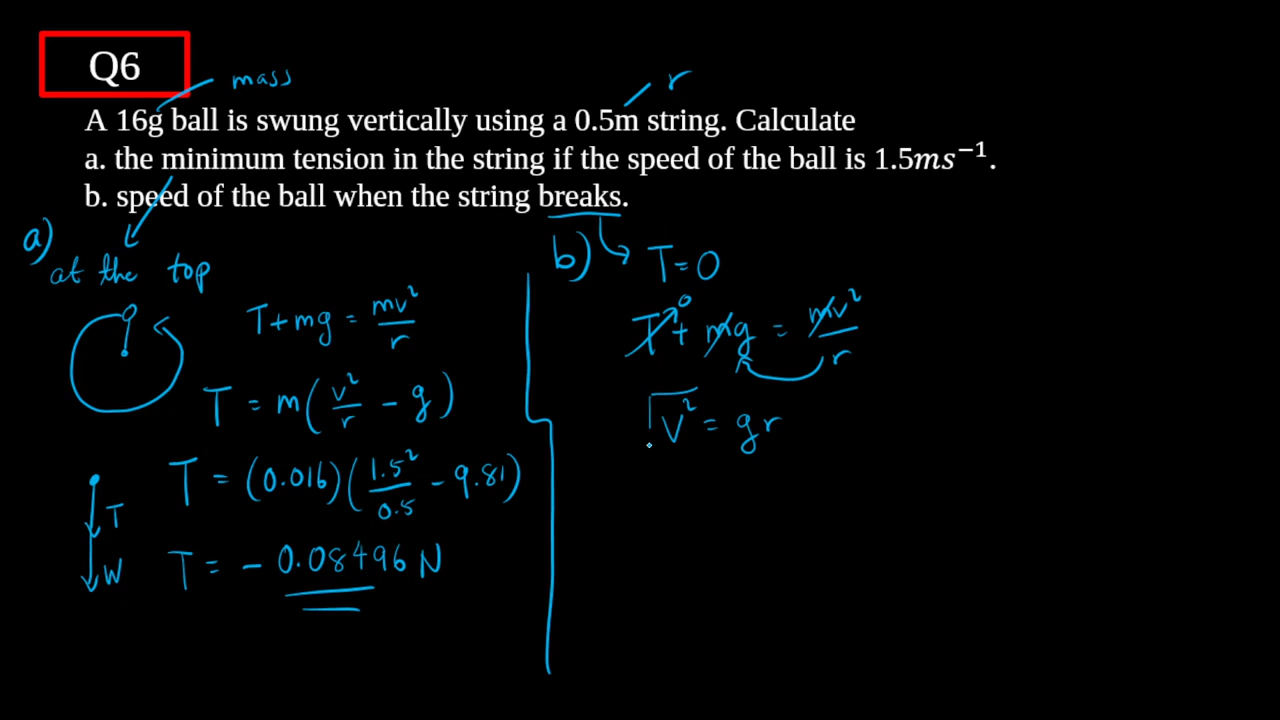 Q6
mass
r
A 16g ball is swung vertically using a 0.5m string. Calculate
a. the minimum tension in the string if the speed of the ball is 1.5ms⁻¹.
b. speed of the ball when the string breaks.
a)
at the top
T+mg = mv²/r
T = m(v²/r - g)
T = (0.016)(1.5²/0.5 - 9.81)
T = - 0.08496 N
T
W
b)
T=0
T + mg = mv²/r
0
√v² = gr